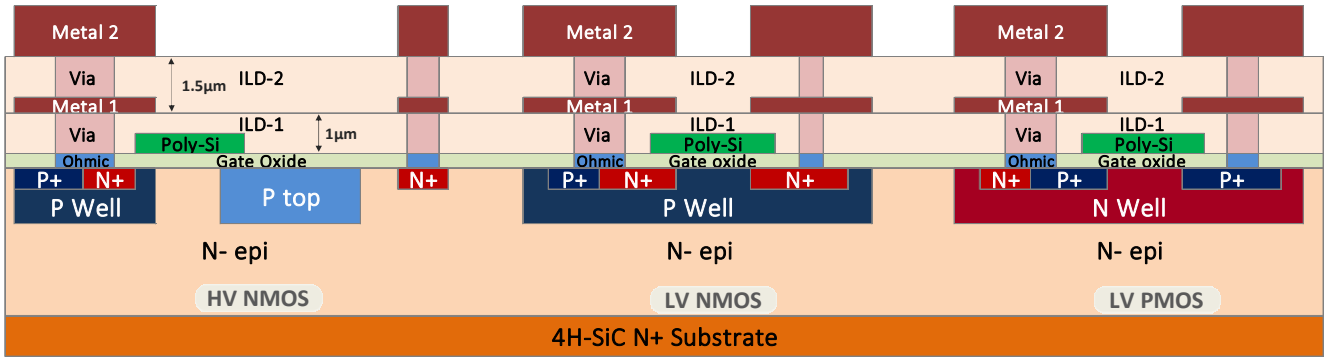 Metal 2 Metal 2 Metal 2
Via ILD-2 Via ILD-2 Via ILD-2
1.5µm
Metal 1 Metal 1 Metal 1
ILD-1 ILD-1 ILD-1
Via 1µm Via Via
Poly-Si Poly-Si Poly-Si
Ohmic Gate Oxide Ohmic Gate oxide Ohmic Gate oxide
P+ N+ N+ P+ N+ N+ N+ P+ P+
P Well P top P Well N Well
N- epi N- epi N- epi
HV NMOS LV NMOS LV PMOS
4H-SiC N+ Substrate